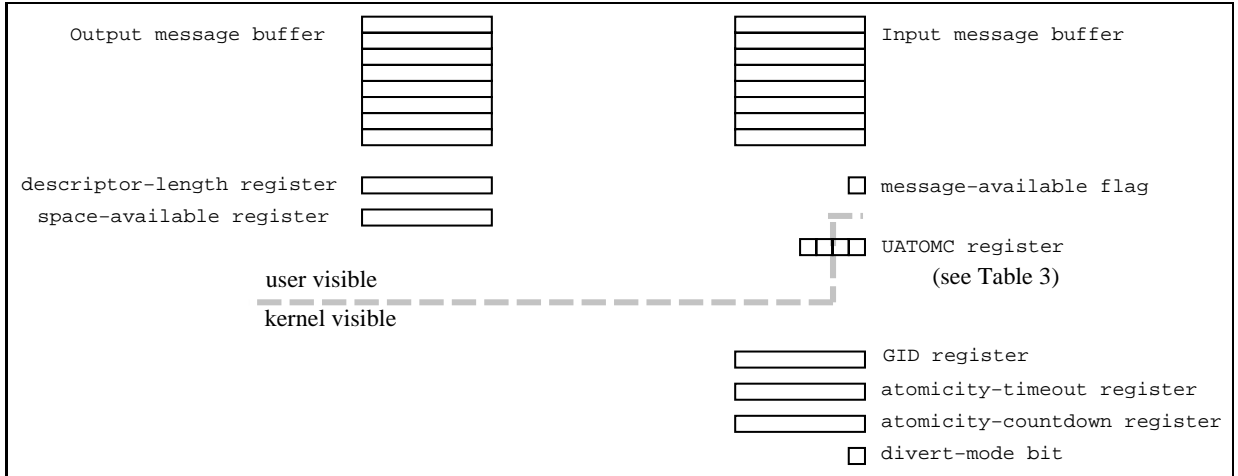 Output message buffer
Input message buffer
descriptor-length register
message-available flag
space-available register
UATOMC register
(see Table 3)
user visible
kernel visible
GID register
atomicity-timeout register
atomicity-countdown register
divert-mode bit